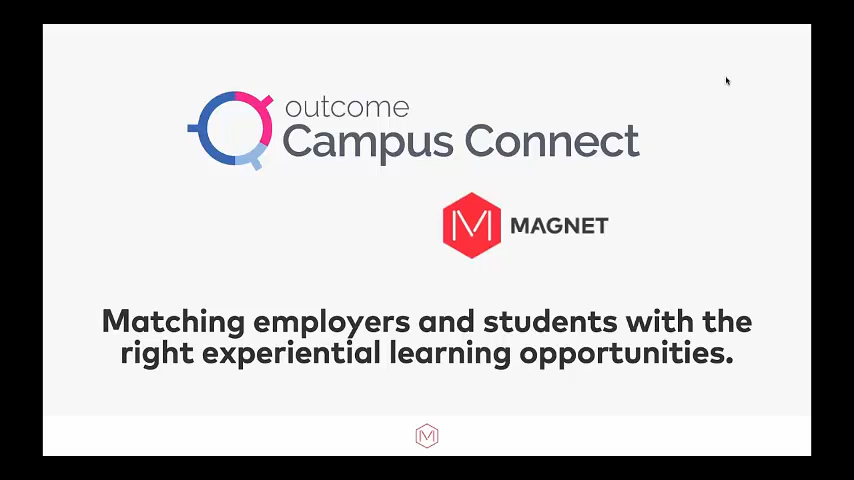 outcome
Campus Connect
MAGNET
Matching employers and students with the
right experiential learning opportunities.